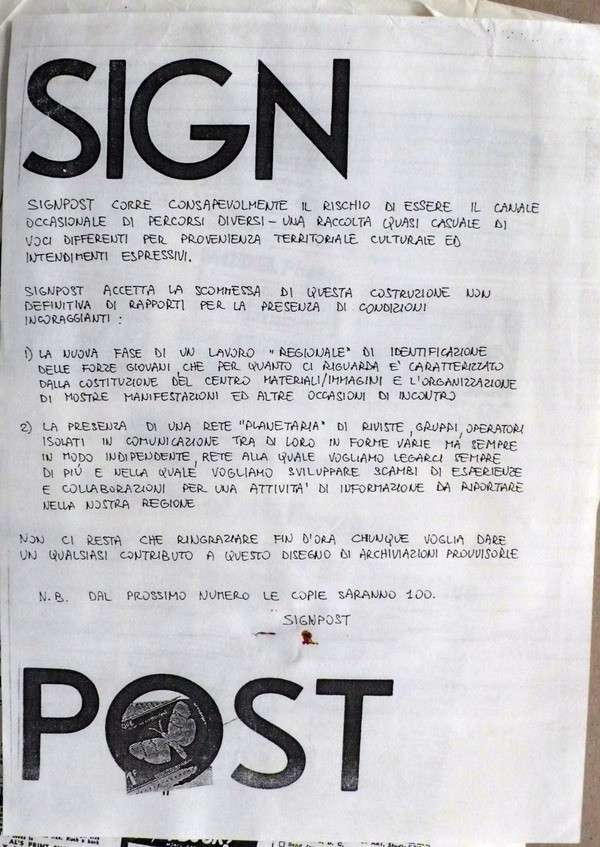 SIGN
SIGNPOST CORRE CONSAPEVOLMENTE IL RISCHIO DI ESSERE IL CANALE
OCCASIONALE DI PERCORSI DIVERSI – UNA RACCOLTA QUASI CASUALE DI
VOCI DIFFERENTI PER PROVENIENZA TERRITORIALE CULTURALE ED
INTENDIMENTI ESPRESSIVI.
SIGNPOST ACCETTA LA SCOMMESSA DI QUESTA COSTRUZIONE NON
DEFINITIVA DI RAPPORTI PER LA PRESENZA DI CONDIZIONI
INCORAGGIANTI :
1) LA NUOVA FASE DI UN LAVORO "REGIONALE" DI IDENTIFICAZIONE
DELLE FORZE GIOVANI, CHE PER QUANTO CI RIGUARDA E' CARATTERIZZATO
DALLA COSTITUZIONE DEL CENTRO MATERIALI/IMMAGINI E L'ORGANIZZAZIONE
DI MOSTRE MANIFESTAZIONI ED ALTRE OCCASIONI DI INCONTRO
2) LA PRESENZA DI UNA RETE "PLANETARIA" DI RIVISTE, GRUPPI, OPERATORI
ISOLATI IN COMUNICAZIONE TRA DI LORO IN FORME VARIE MA SEMPRE
IN MODO INDIPENDENTE, RETE ALLA QUALE VOGLIAMO LEGARCI SEMPRE
DI PIÚ E NELLA QUALE VOGLIAMO SVILUPPARE SCAMBI DI ESPERIENZE
E COLLABORAZIONI PER UNA ATTIVITA' DI INFORMAZIONE DA RIPORTARE
NELLA NOSTRA REGIONE
NON CI RESTA CHE RINGRAZIARE FIN D'ORA CHIUNQUE VOGLIA DARE
UN QUALSIASI CONTRIBUTO A QUESTO DISEGNO DI ARCHIVIAZIONI PROVVISORIE
N.B. DAL PROSSIMO NUMERO LE COPIE SARANNO 100.
SIGNPOST
POST